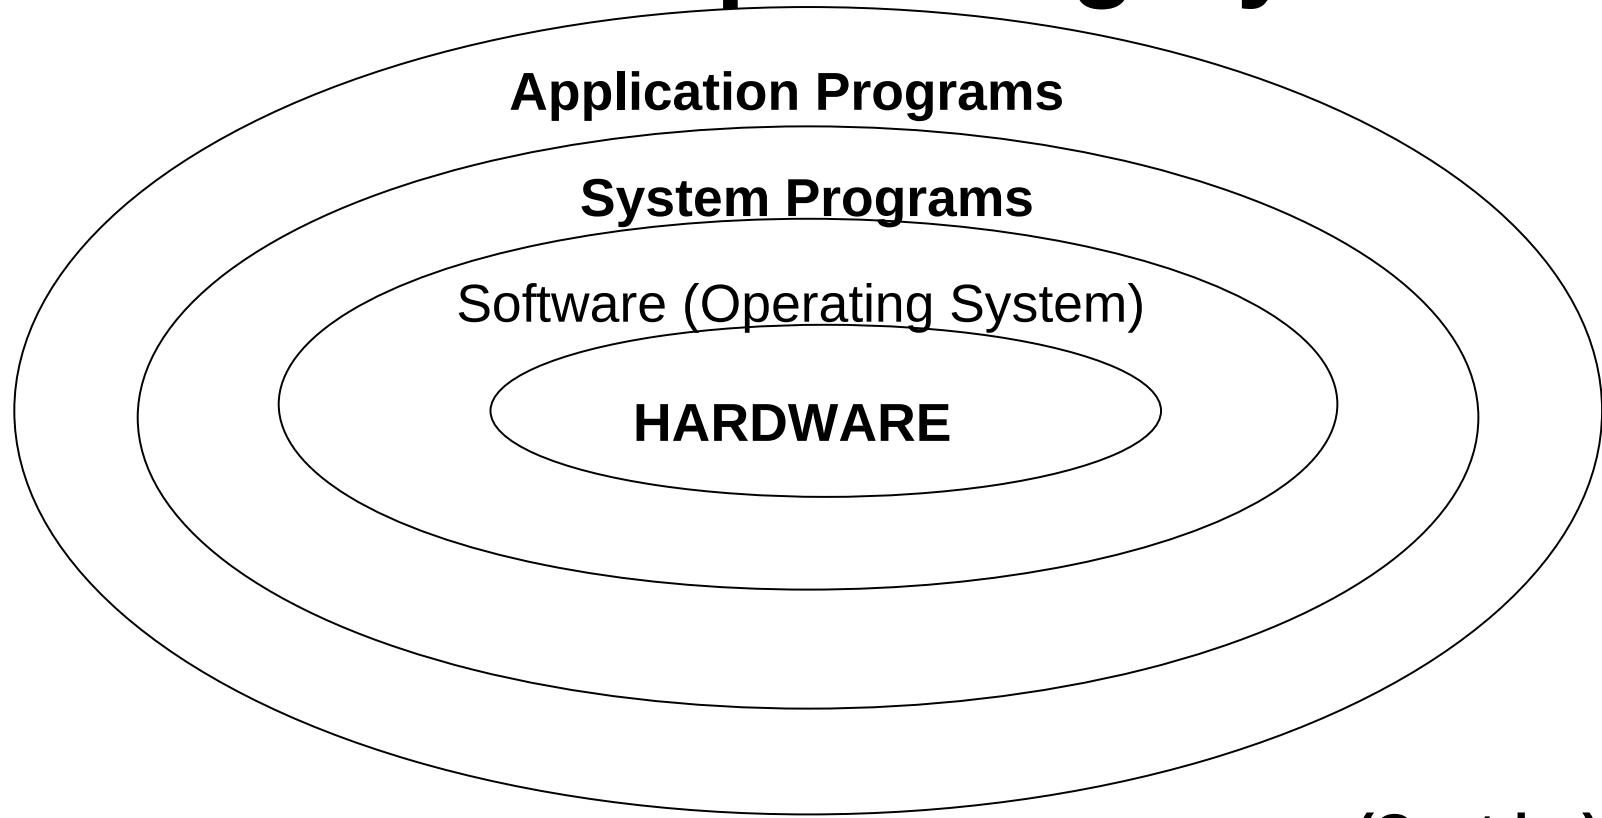 Application Programs
System Programs
Software (Operating System)
HARDWARE